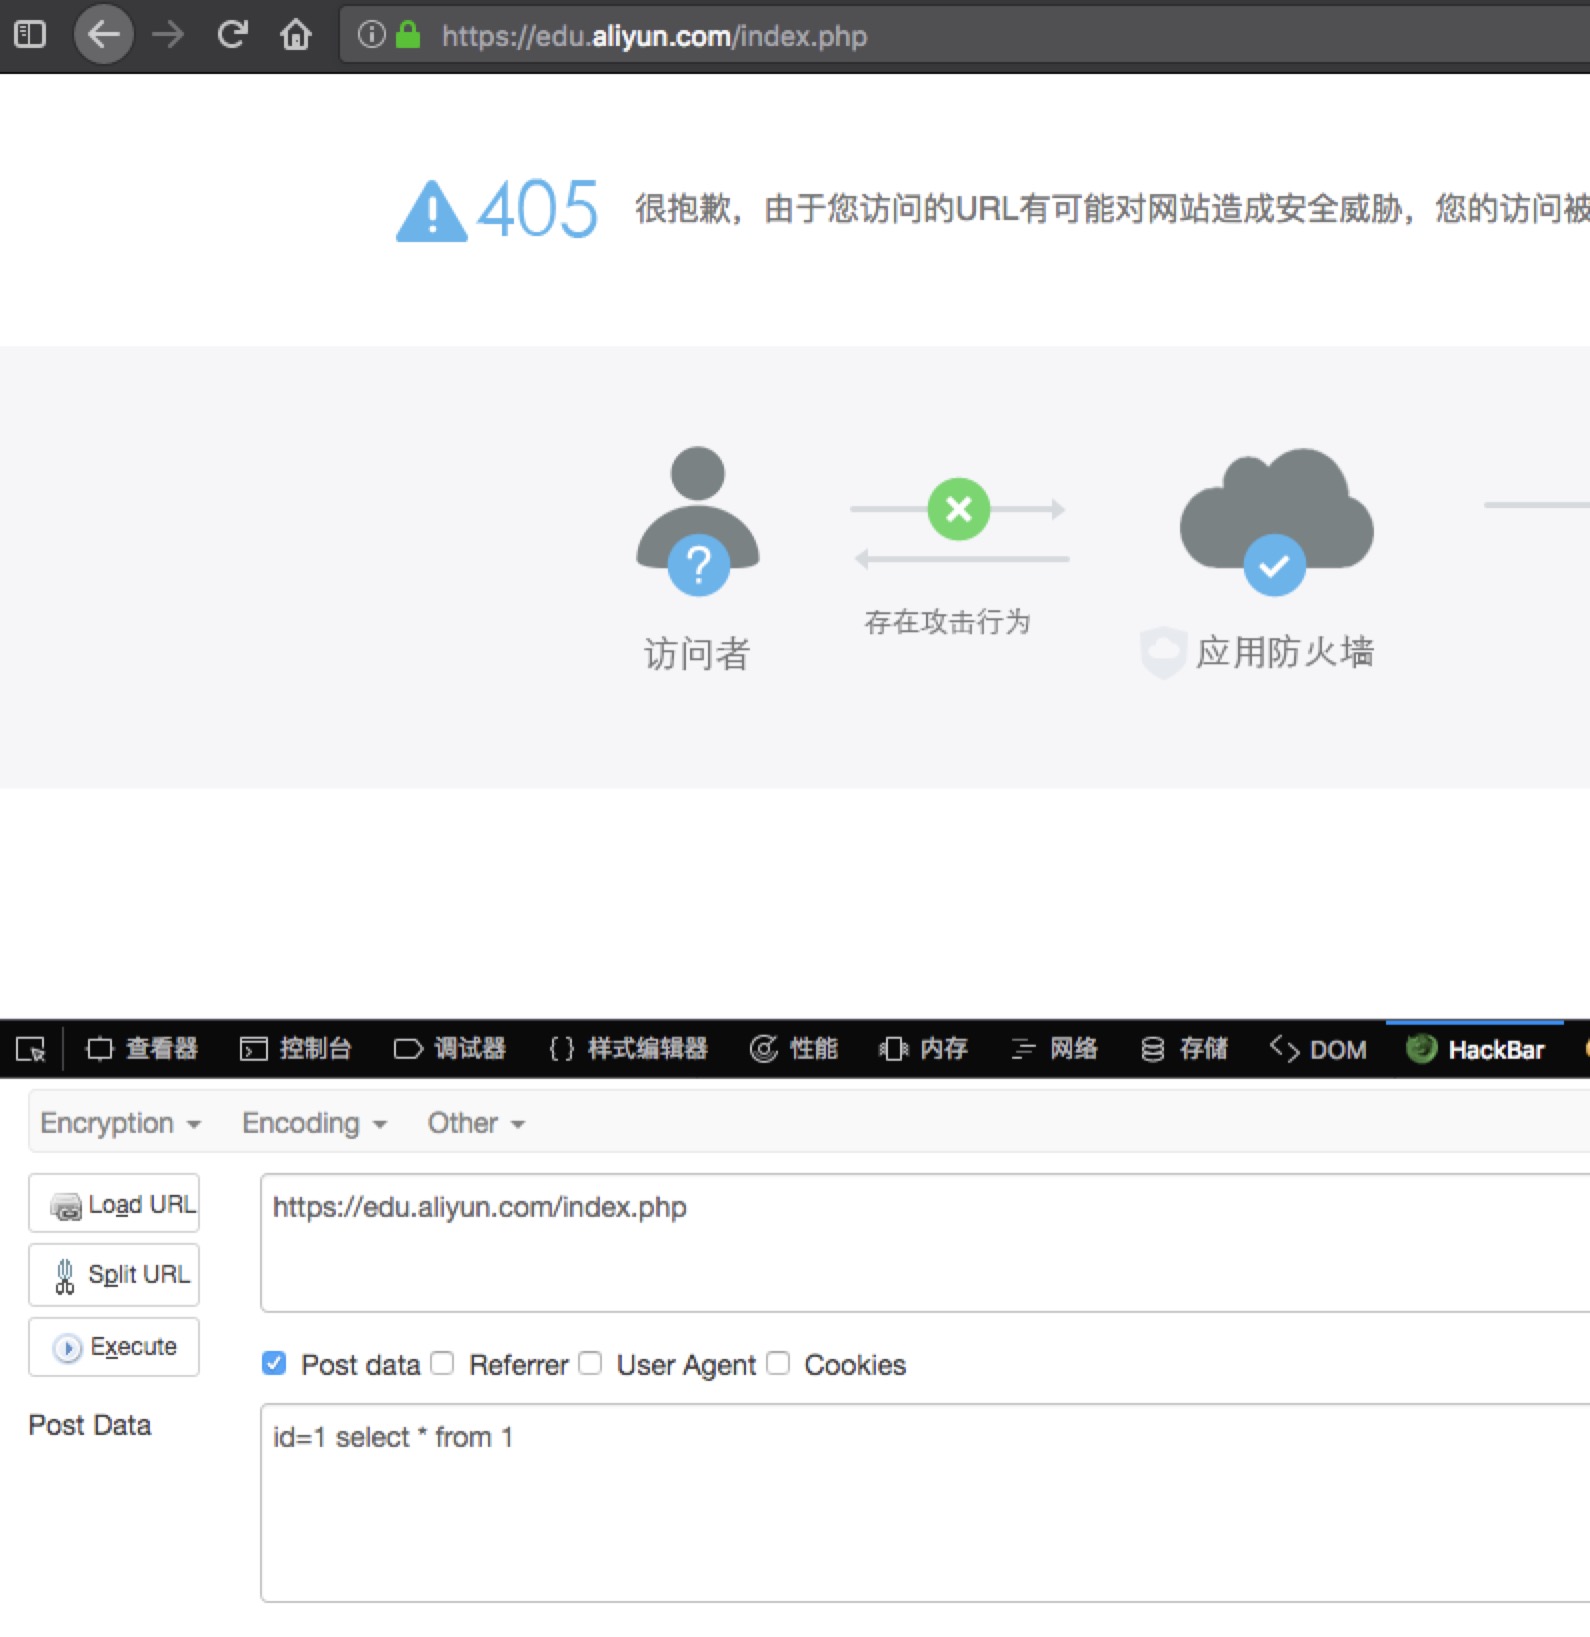 https://edu.aliyun.com/index.php
405 很抱歉，由于您访问的URL有可能对网站造成安全威胁，您的访问被
存在攻击行为
访问者
应用防火墙
查看器 控制台 调试器 样式编辑器 性能 内存 网络 存储 DOM HackBar
Encryption Encoding Other
Load URL
https://edu.aliyun.com/index.php
Split URL
Execute
Post data Referrer User Agent Cookies
Post Data
id=1 select * from 1